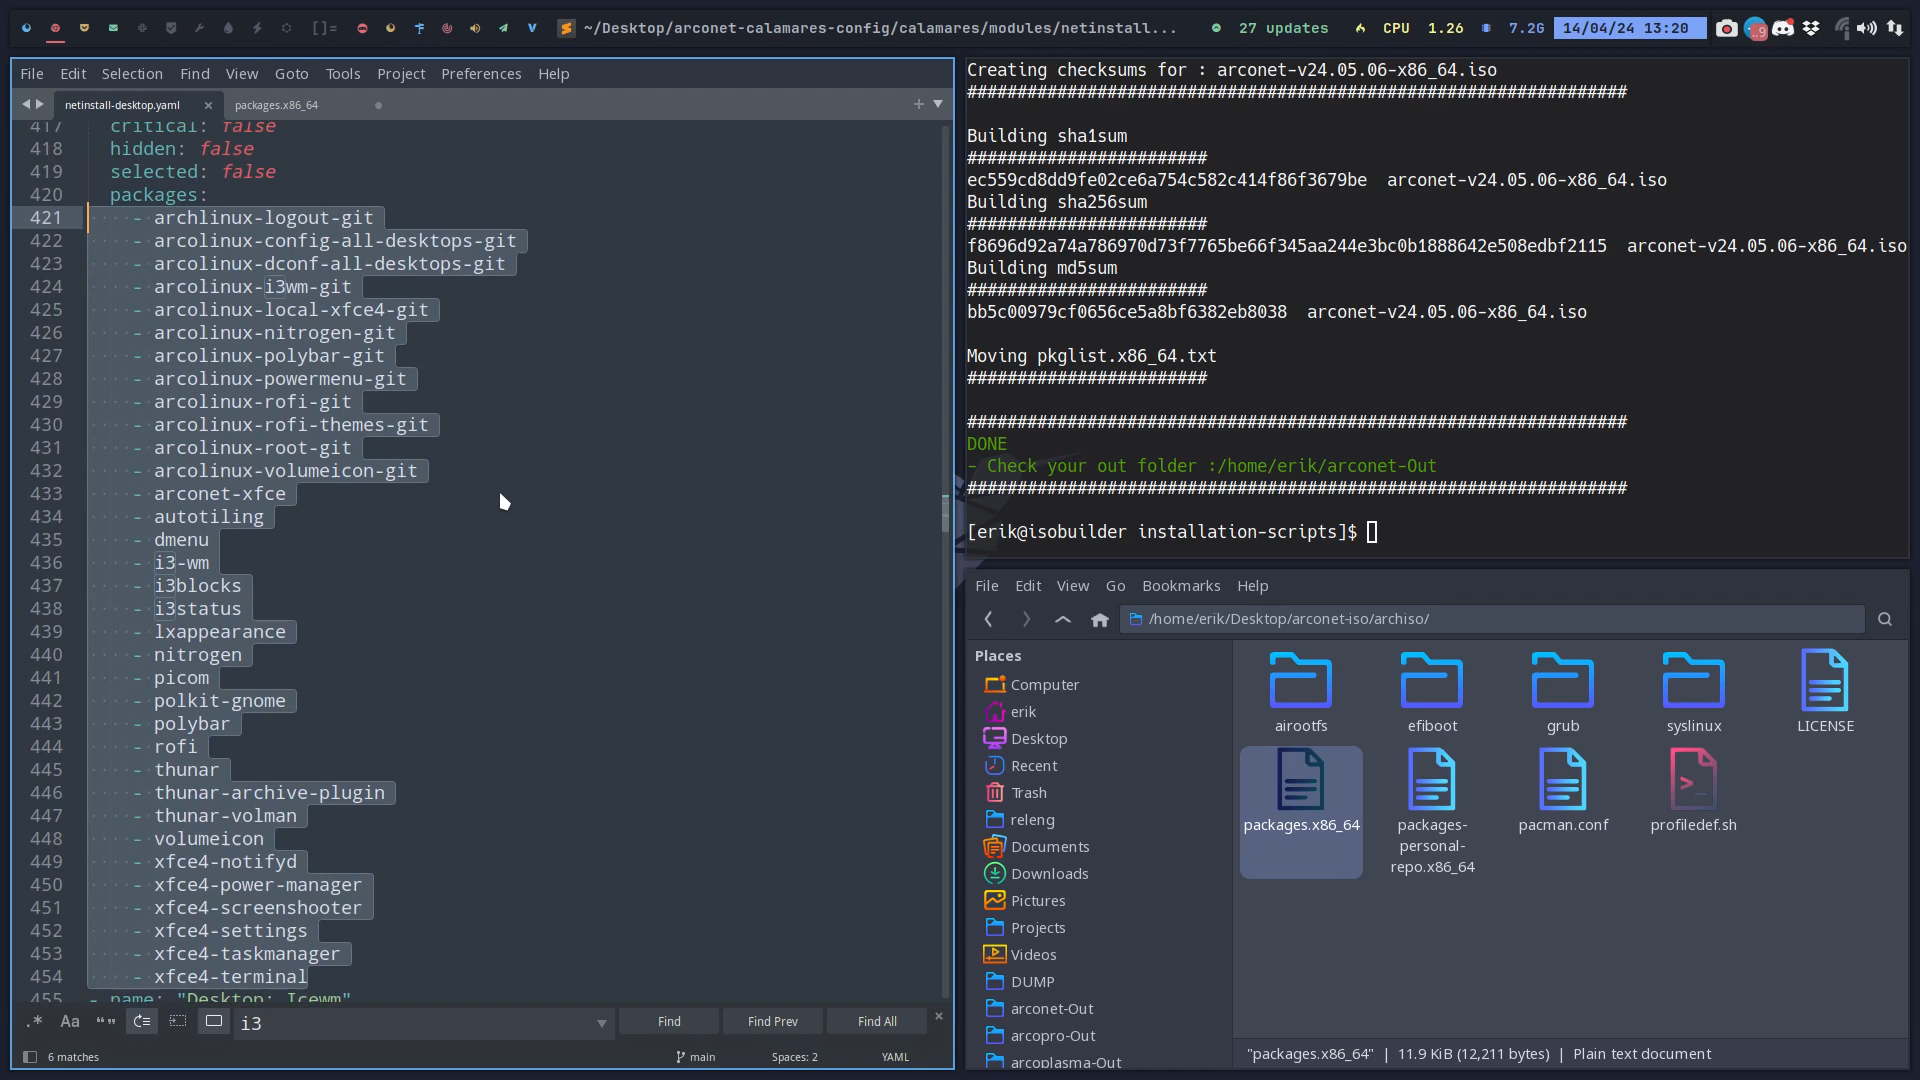 ~/Desktop/arconet-calamares-config/calamares/modules/netinstall...
27 updates
CPU 1.26
7.2G
14/04/24 13:20
File Edit Selection Find View Goto Tools Project Preferences Help
netinstall-desktop.yaml
packages.x86_64
417 critical: false
418 hidden: false
419 selected: false
420 packages:
421 - archlinux-logout-git
422 - arcolinux-config-all-desktops-git
423 - arcolinux-dconf-all-desktops-git
424 - arcolinux-i3wm-git
425 - arcolinux-local-xfce4-git
426 - arcolinux-nitrogen-git
427 - arcolinux-polybar-git
428 - arcolinux-powermenu-git
429 - arcolinux-rofi-git
430 - arcolinux-rofi-themes-git
431 - arcolinux-root-git
432 - arcolinux-volumeicon-git
433 - arconet-xfce
434 - autotiling
435 - dmenu
436 - i3-wm
437 - i3blocks
438 - i3status
439 - lxappearance
440 - nitrogen
441 - picom
442 - polkit-gnome
443 - polybar
444 - rofi
445 - thunar
446 - thunar-archive-plugin
447 - thunar-volman
448 - volumeicon
449 - xfce4-notifyd
450 - xfce4-power-manager
451 - xfce4-screenshooter
452 - xfce4-settings
453 - xfce4-taskmanager
454 - xfce4-terminal
455 - name: "Desktop: Icewm"
.* Aa “” i3 Find Find Prev Find All
6 matches main Spaces: 2 YAML
Creating checksums for : arconet-v24.05.06-x86_64.iso
##################################################################
Building sha1sum
########################
ec559cd8dd9fe02ce6a754c582c414f86f3679be  arconet-v24.05.06-x86_64.iso
Building sha256sum
########################
f8696d92a74a786970d73f7765be66f345aa244e3bc0b1888642e508edbf2115  arconet-v24.05.06-x86_64.iso
Building md5sum
########################
bb5c00979cf0656ce5a8bf6382eb8038  arconet-v24.05.06-x86_64.iso
Moving pkglist.x86_64.txt
########################
##################################################################
DONE
- Check your out folder :/home/erik/arconet-Out
##################################################################
[erik@isobuilder installation-scripts]$
File Edit View Go Bookmarks Help
/home/erik/Desktop/arconet-iso/archiso/
Places
Computer
erik
Desktop
Recent
Trash
releng
Documents
Downloads
Pictures
Projects
Videos
DUMP
arconet-Out
arcopro-Out
arcoplasma-Out
airootfs
efiboot
grub
syslinux
LICENSE
packages.x86_64
packages-
personal-
repo.x86_64
pacman.conf
profiledef.sh
"packages.x86_64" | 11.9 KiB (12,211 bytes) | Plain text document